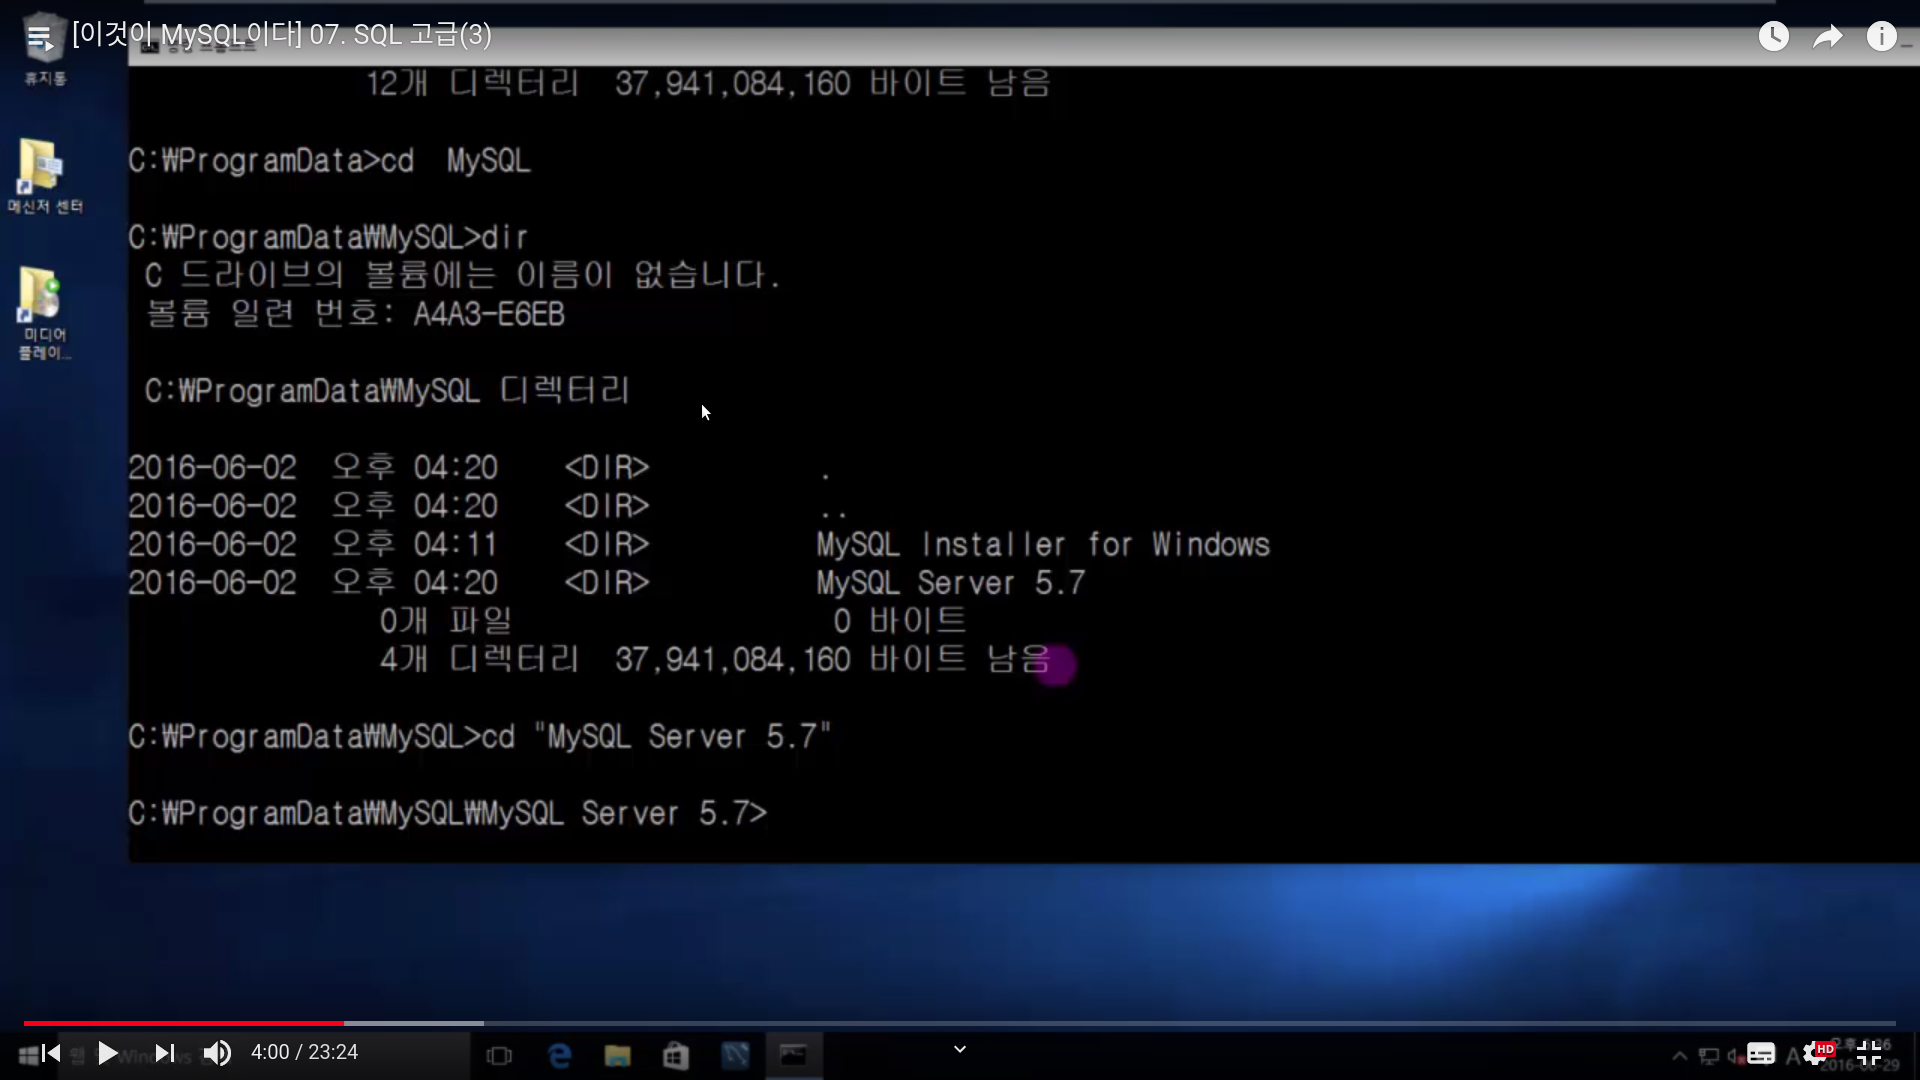 [이것이 MySQL이다] 07. SQL 고급(3)
휴지통
메신저 센터
미디어
플레이...
12개 디렉터리 37,941,084,160 바이트 남음
C:₩ProgramData>cd  MySQL
C:₩ProgramData₩MySQL>dir
C 드라이브의 볼륨에는 이름이 없습니다.
볼륨 일련 번호: A4A3-E6EB
C:₩ProgramData₩MySQL 디렉터리
2016-06-02 오후 04:20 <DIR> .
2016-06-02 오후 04:20 <DIR> ..
2016-06-02 오후 04:11 <DIR> MySQL Installer for Windows
2016-06-02 오후 04:20 <DIR> MySQL Server 5.7
0개 파일 0 바이트
4개 디렉터리 37,941,084,160 바이트 남음
C:₩ProgramData₩MySQL>cd "MySQL Server 5.7"
C:₩ProgramData₩MySQL₩MySQL Server 5.7>
4:00 / 23:24
HD